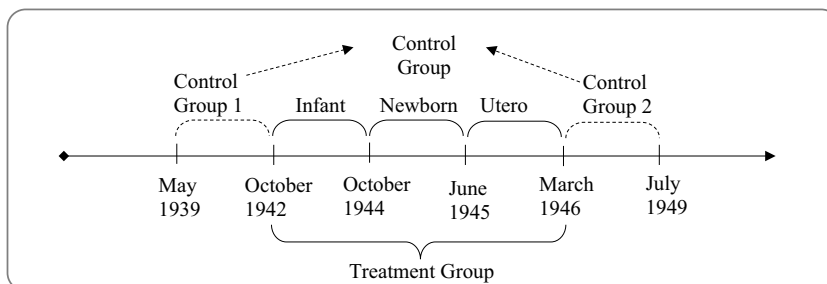 Control
Group
Control
Group 1
Control
Group 2
Infant
Newborn
Utero
May
1939
October
1942
October
1944
June
1945
March
1946
July
1949
Treatment Group